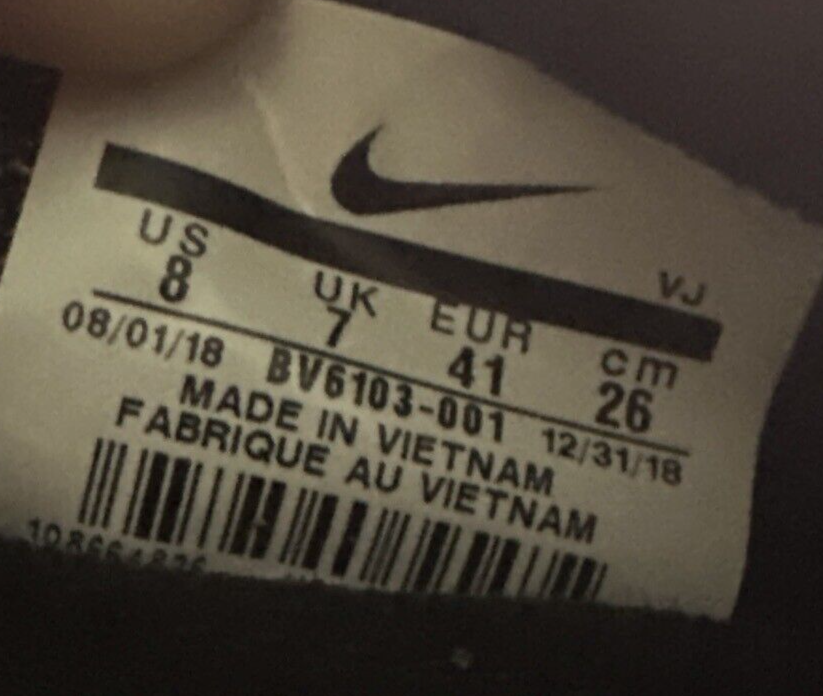 VJ
US UK EUR cm
8 7 41 26
08/01/18 BV6103-001 12/31/18
MADE IN VIETNAM
FABRIQUE AU VIETNAM